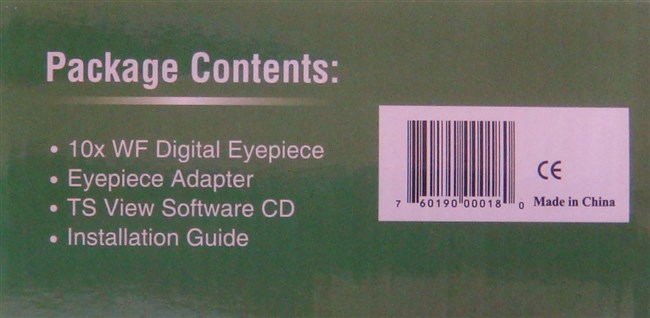 Package Contents:
• 10x WF Digital Eyepiece
• Eyepiece Adapter
• TS View Software CD
• Installation Guide
CE
7 60190 00018 0
Made in China